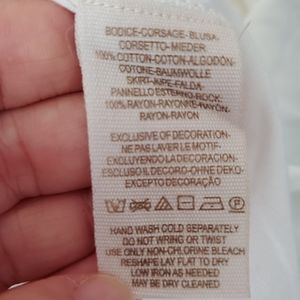 BODICE-CORSAGE-BLUSA-
CORSETTO-MIEDER
100% COTTON-COTON-ALGODÓN-
COTONE-BAUMWOLLE
SKIRT-JUPE-FALDA-
PANNELLO ESTERNO-ROCK
100% RAYON-RAYONNE-RAYON-
RAYON-RAYON
EXCLUSIVE OF DECORATION-
NE PAS LAVER LE MOTIF-
EXCLUYENDO LA DECORACION-
ESCLUSO IL DECORO-OHNE DEKO-
EXCEPTO DECORAÇÃO
P
HAND WASH COLD SEPARATELY
DO NOT WRING OR TWIST
USE ONLY NON-CHLORINE BLEACH
RESHAPE LAY FLAT TO DRY
LOW IRON AS NEEDED
MAY BE DRY CLEANED